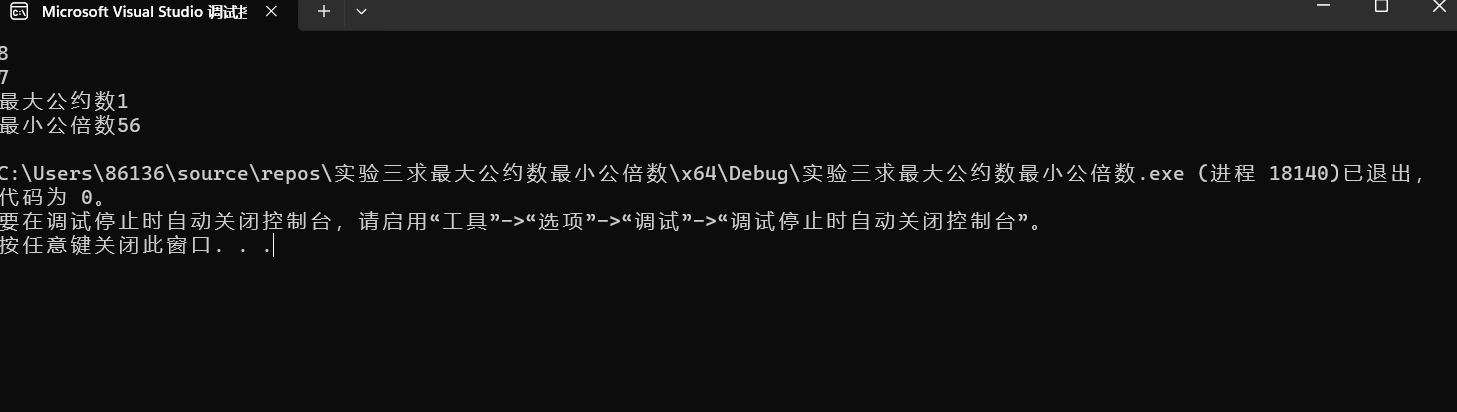 Microsoft Visual Studio 调试控
8
7
最大公约数1
最小公倍数56
C:\Users\86136\source\repos\实验三求最大公约数最小公倍数\x64\Debug\实验三求最大公约数最小公倍数.exe (进程 18140)已退出，
代码为 0。
要在调试停止时自动关闭控制台，请启用“工具”->“选项”->“调试”->“调试停止时自动关闭控制台”。
按任意键关闭此窗口. . .